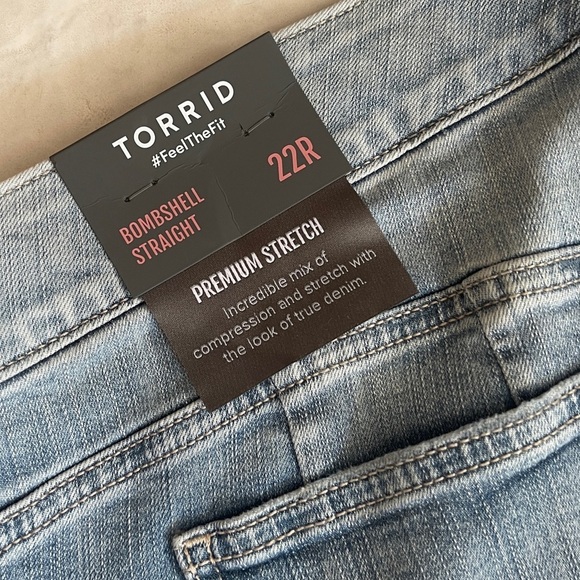 TORRID
#FeelTheFit
BOMBSHELL
STRAIGHT
22R
PREMIUM STRETCH
Incredible mix of
compression and stretch with
the look of true denim.